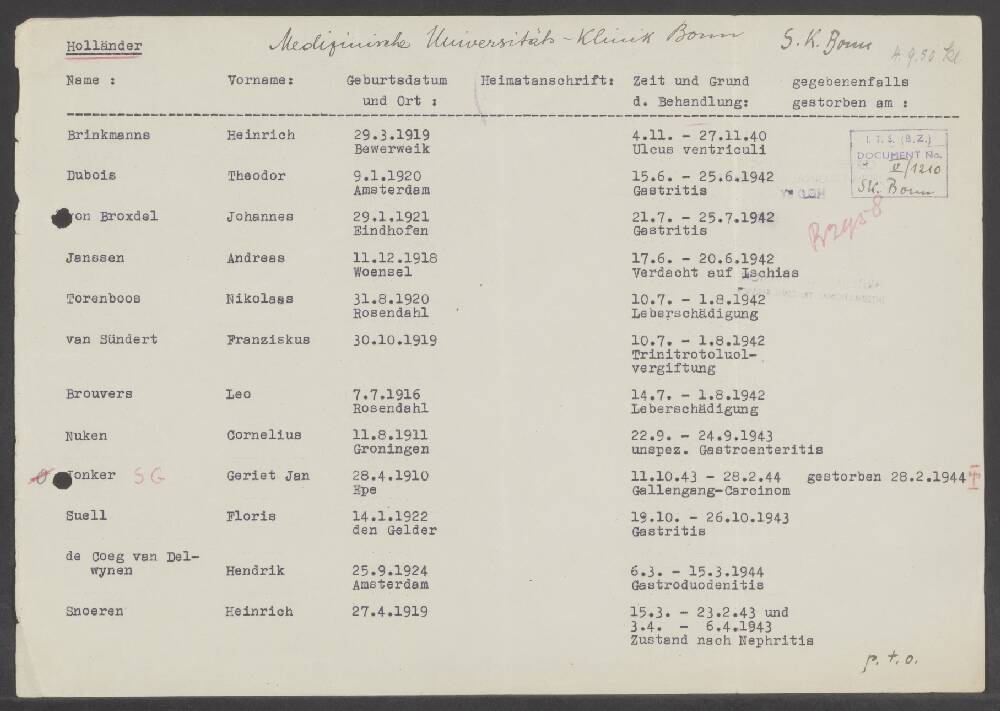 Holländer Medizinische Universitäts-Klinik Bonn S.K. Bonn 4.9.50 Kl.
Name : Vorname: Geburtsdatum Heimatanschrift: Zeit und Grund gegebenenfalls
und Ort : d. Behandlung: gestorben am :
Brinkmanns Heinrich 29.3.1919 4.11. - 27.11.40
Bewerweik Ulcus ventriculi
I.T.S. (B.Z.)
DOCUMENT No.
II/1210
SK. Bonn
Dubois Theodor 9.1.1920 15.6. - 25.6.1942
Amsterdam Gastritis
von Broxdal Johannes 29.1.1921 21.7. - 25.7.1942
Eindhofen Gastritis
Janssen Andreas 11.12.1918 17.6. - 20.6.1942
Woensel Verdacht auf Ischias
Torenboos Nikolaas 31.8.1920 10.7. - 1.8.1942
Rosendahl Leberschädigung
van Sündert Franziskus 30.10.1919 10.7. - 1.8.1942
Trinitrotoluol-
vergiftung
Brouvers Leo 7.7.1916 14.7. - 1.8.1942
Rosendahl Leberschädigung
Nuken Cornelius 11.8.1911 22.9. - 24.9.1943
Groningen unspez. Gastroenteritis
Jonker SG Geriet Jan 28.4.1910 11.10.43 - 28.2.44 gestorben 28.2.1944
Epe Gallengang-Carcinom
Suell Floris 14.1.1922 19.10. - 26.10.1943
den Gelder Gastritis
de Coeg van Del-
wynen Hendrik 25.9.1924 6.3. - 15.3.1944
Amsterdam Gastroduodenitis
Snoeren Heinrich 27.4.1919 15.3. - 23.2.43 und
3.4. - 6.4.1943
Zustand nach Nephritis
p.t.o.